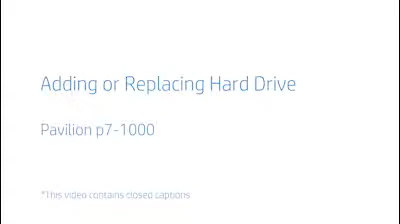 Adding or Replacing Hard Drive
Pavilion p7-1000
*This video contains closed captions